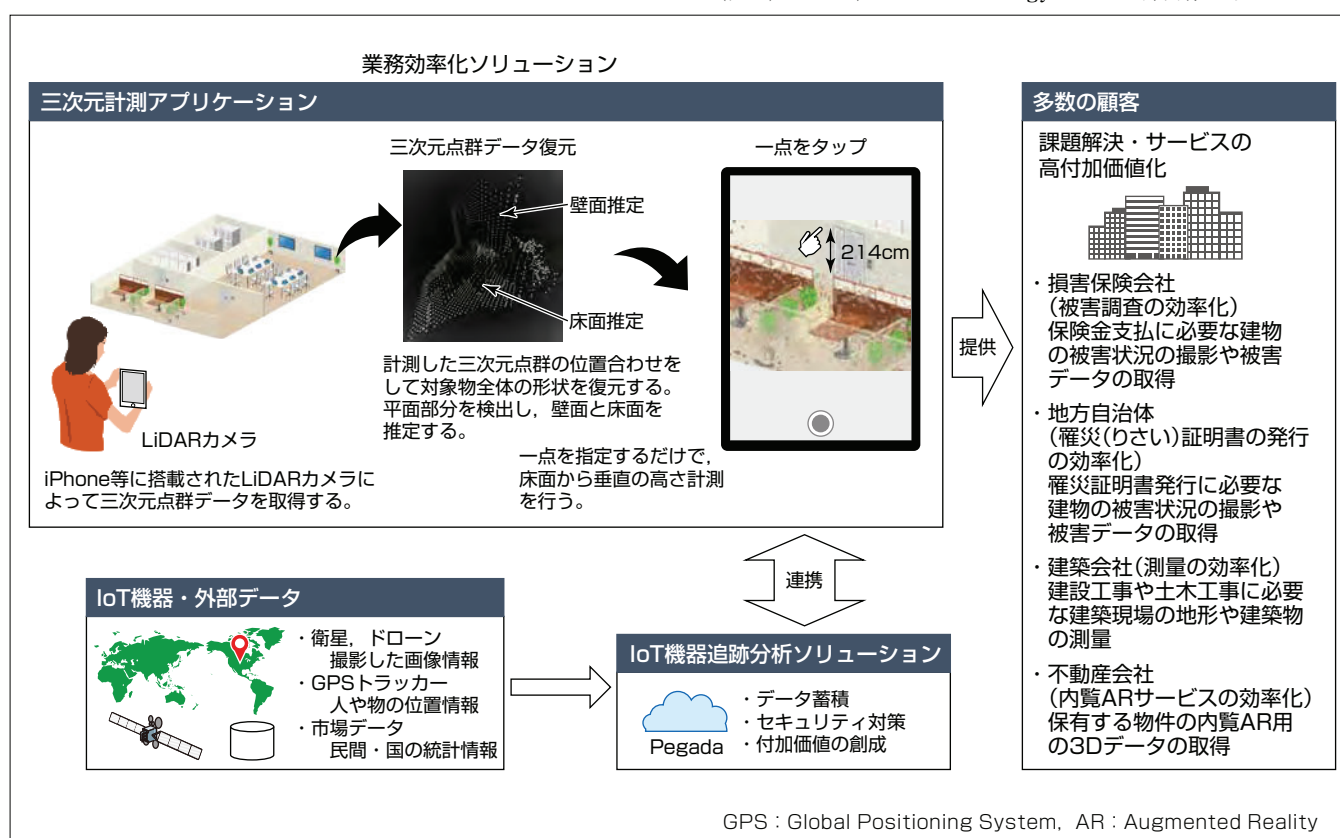 業務効率化ソリューション
三次元計測アプリケーション
三次元点群データ復元
一点をタップ
壁面推定
床面推定
214cm
LiDARカメラ
iPhone等に搭載されたLiDARカメラに
よって三次元点群データを取得する。
計測した三次元点群の位置合わせを
して対象物全体の形状を復元する。
平面部分を検出し，壁面と床面を
推定する。
一点を指定するだけで，
床面から垂直の高さ計測
を行う。
提供
連携
IoT機器・外部データ
・衛星，ドローン
撮影した画像情報
・GPSトラッカー
人や物の位置情報
・市場データ
民間・国の統計情報
IoT機器追跡分析ソリューション
Pegada
・データ蓄積
・セキュリティ対策
・付加価値の創成
多数の顧客
課題解決・サービスの
高付加価値化
・損害保険会社
(被害調査の効率化)
保険金支払に必要な建物
の被害状況の撮影や被害
データの取得
・地方自治体
(罹災(りさい)証明書の発行
の効率化)
罹災証明書発行に必要な
建物の被害状況の撮影や
被害データの取得
・建築会社(測量の効率化)
建設工事や土木工事に必要
な建築現場の地形や建築物
の測量
・不動産会社
(内覧ARサービスの効率化)
保有する物件の内覧AR用
の3Dデータの取得
GPS：Global Positioning System, AR：Augmented Reality